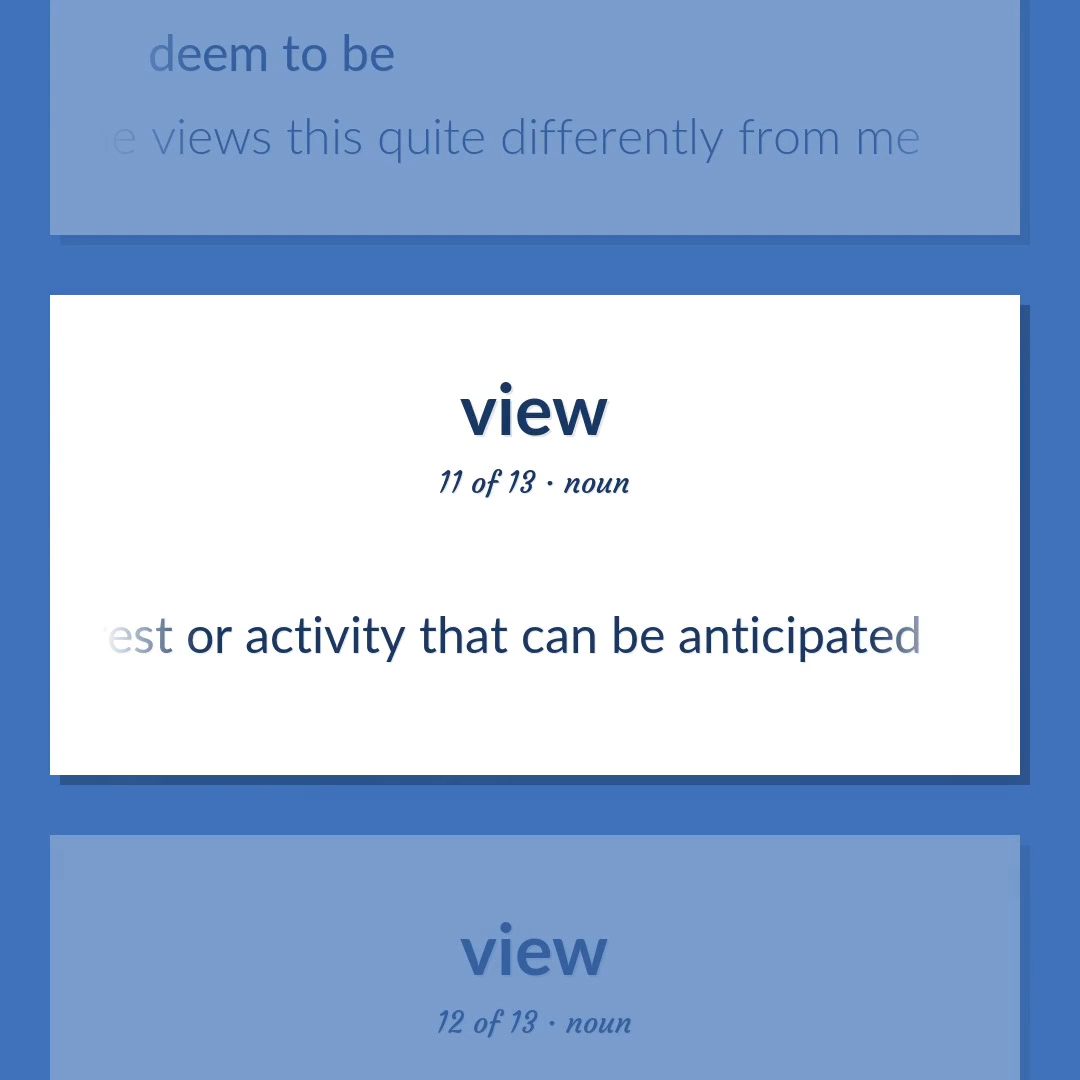 deem to be
views this quite differently from me
view
11 of 13 · noun
or activity that can be anticipated
view
12 of 13 · noun